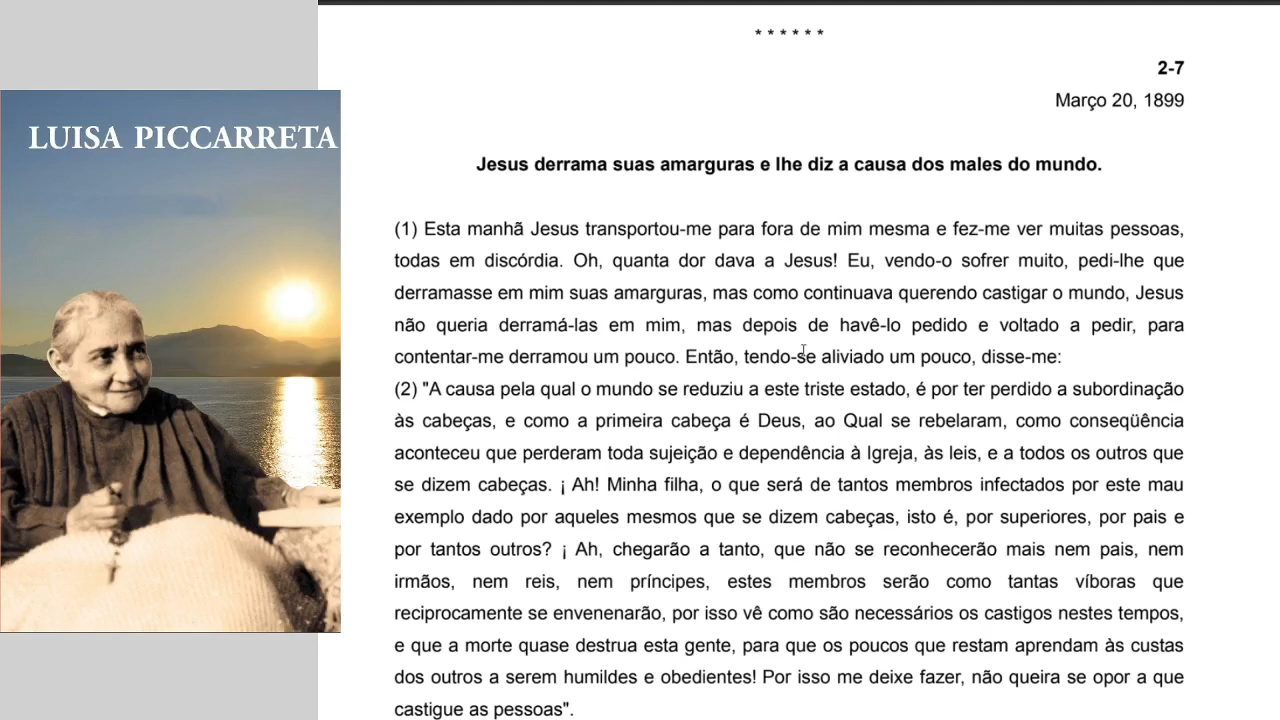 * * * * * *
2-7
Março 20, 1899
LUISA PICCARRETA
Jesus derrama suas amarguras e lhe diz a causa dos males do mundo.
(1) Esta manhã Jesus transportou-me para fora de mim mesma e fez-me ver muitas pessoas,
todas em discórdia. Oh, quanta dor dava a Jesus! Eu, vendo-o sofrer muito, pedi-lhe que
derramasse em mim suas amarguras, mas como continuava querendo castigar o mundo, Jesus
não queria derramá-las em mim, mas depois de havê-lo pedido e voltado a pedir, para
contentar-me derramou um pouco. Então, tendo-se aliviado um pouco, disse-me:
(2) "A causa pela qual o mundo se reduziu a este triste estado, é por ter perdido a subordinação
às cabeças, e como a primeira cabeça é Deus, ao Qual se rebelaram, como conseqüência
aconteceu que perderam toda sujeição e dependência à Igreja, às leis, e a todos os outros que
se dizem cabeças. ¡ Ah! Minha filha, o que será de tantos membros infectados por este mau
exemplo dado por aqueles mesmos que se dizem cabeças, isto é, por superiores, por pais e
por tantos outros? ¡ Ah, chegarão a tanto, que não se reconhecerão mais nem pais, nem
irmãos, nem reis, nem príncipes, estes membros serão como tantas víboras que
reciprocamente se envenenarão, por isso vê como são necessários os castigos nestes tempos,
e que a morte quase destrua esta gente, para que os poucos que restam aprendam às custas
dos outros a serem humildes e obedientes! Por isso me deixe fazer, não queira se opor a que
castigue as pessoas".